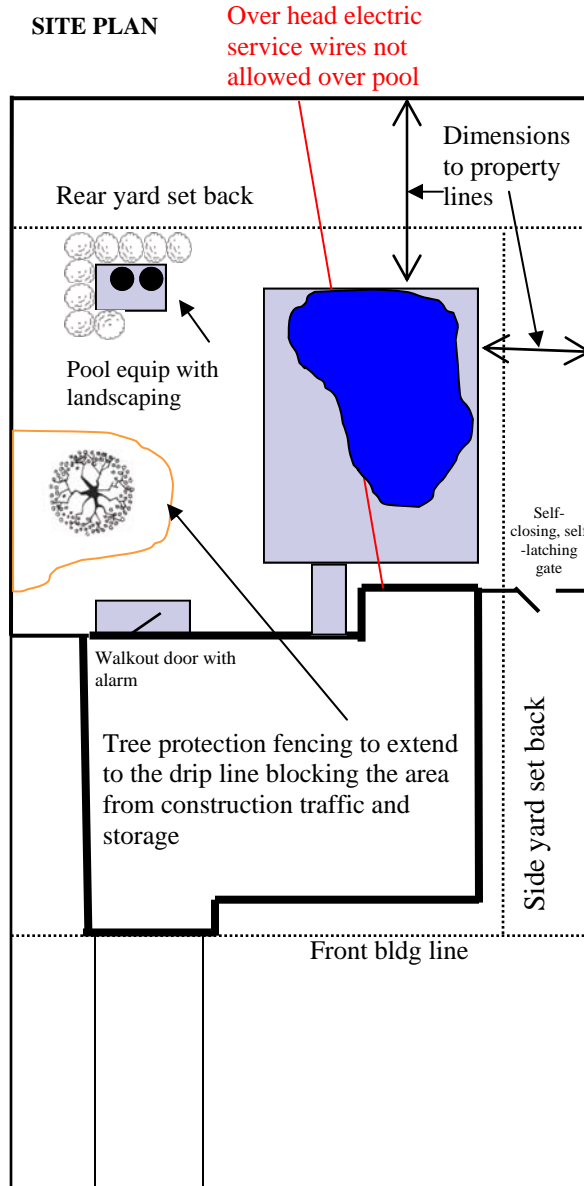 SITE PLAN
Over head electric
service wires not
allowed over pool
Dimensions
to property
lines
Rear yard set back
Pool equip with
landscaping
Self-
closing, self
-latching
gate
Walkout door with
alarm
Tree protection fencing to extend
to the drip line blocking the area
from construction traffic and
storage
Side yard set back
Front bldg line